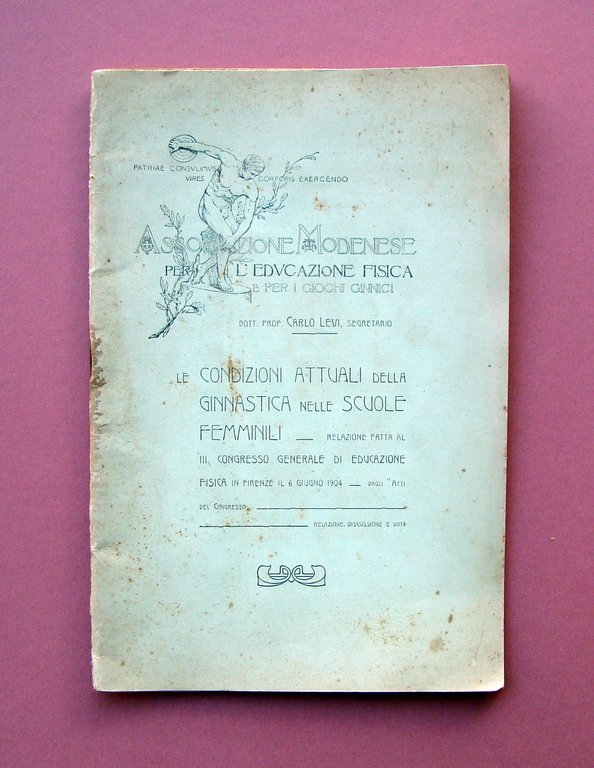 PATRIAE CONSVLIMVS
VIRES CORPORIS EXERCENDO
ASSOCIAZIONE MODENESE
PER L'EDVCAZIONE FISICA
E PER I GIOCHI GINNICI
DOTT. PROF. CARLO LEVI, SEGRETARIO
LE CONDIZIONI ATTUALI DELLA
GINNASTICA NELLE SCUOLE
FEMMINILI — RELAZIONE FATTA AL
III. CONGRESSO GENERALE DI EDUCAZIONE
FISICA IN FIRENZE IL 6 GIUGNO 1904 — DAGLI "ATTI
DEL CONGRESSO
RELAZIONE, DISCUSSIONE E VOTI